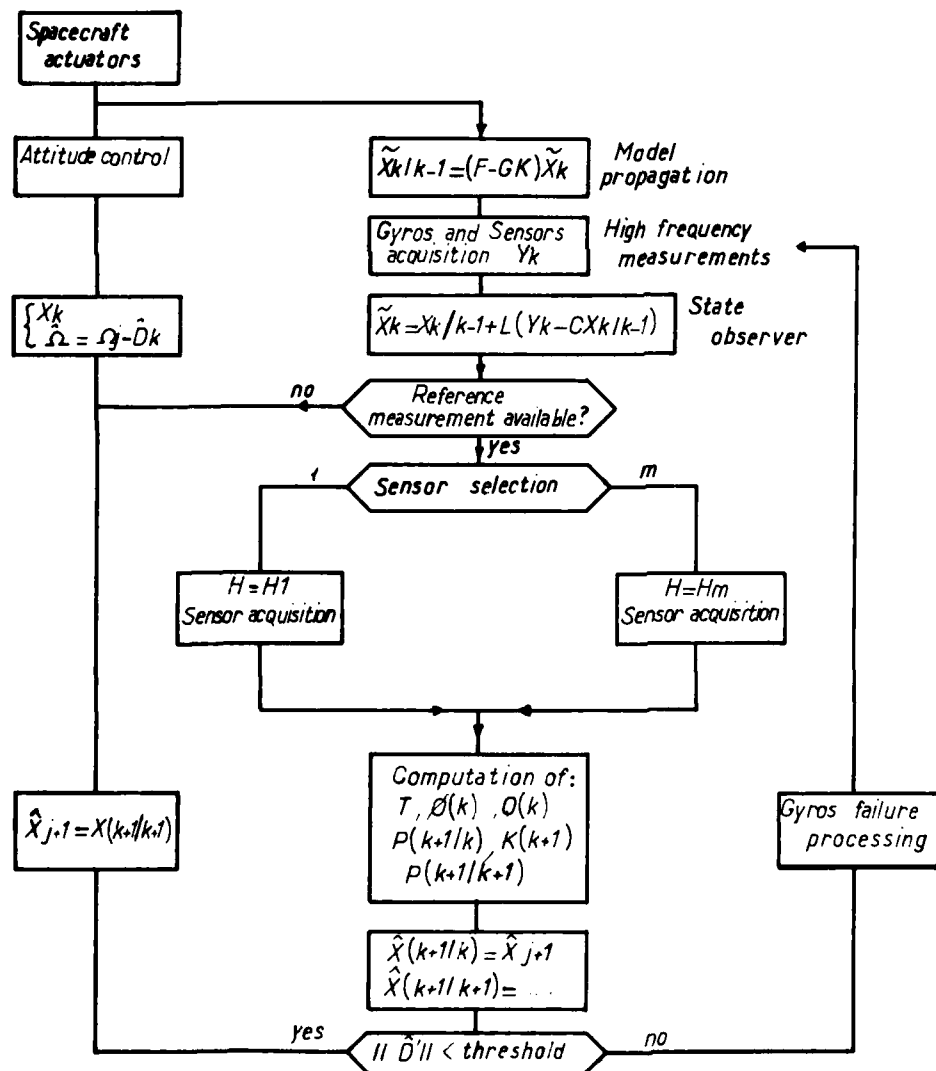 Spacecraft
actuators
Attitude control
X̃k/k-1=(F-GK)X̃k
Model
propagation
Gyros and Sensors
acquisition Yk
High frequency
measurements
{ Xk
Ω̂ = Ωj-D̂k
X̃k=Xk/k-1+L(Yk-CXk/k-1)
State
observer
no
Reference
measurement available?
yes
1
Sensor selection
m
H=H1
Sensor acquisition
H=Hm
Sensor acquisition
Computation of:
T, Ø(k), Q(k)
P(k+1/k), K(k+1)
P(k+1/k+1)
X̂j+1=X(k+1/k+1)
Gyros failure
processing
X̂(k+1/k)=X̂j+1
X̂(k+1/k+1)=....
yes
|| D̂'|| < threshold
no